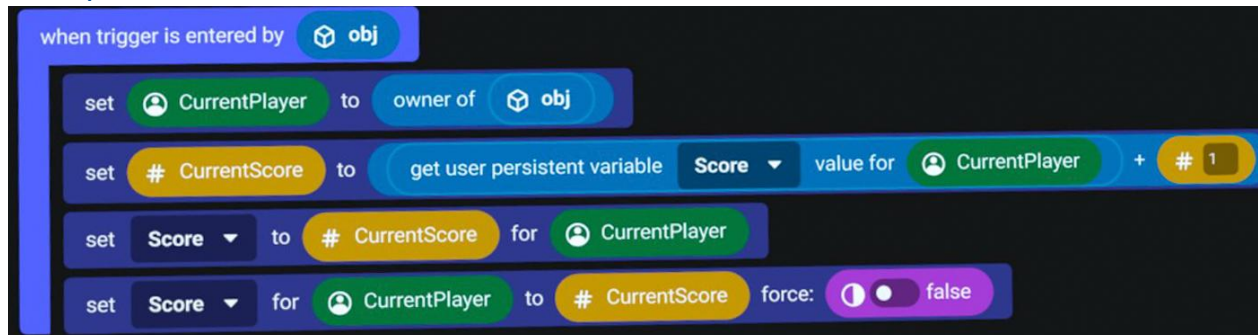 when trigger is entered by obj
set CurrentPlayer to owner of obj
set # CurrentScore to get user persistent variable Score value for CurrentPlayer + # 1
set Score to # CurrentScore for CurrentPlayer
set Score for CurrentPlayer to # CurrentScore force: false